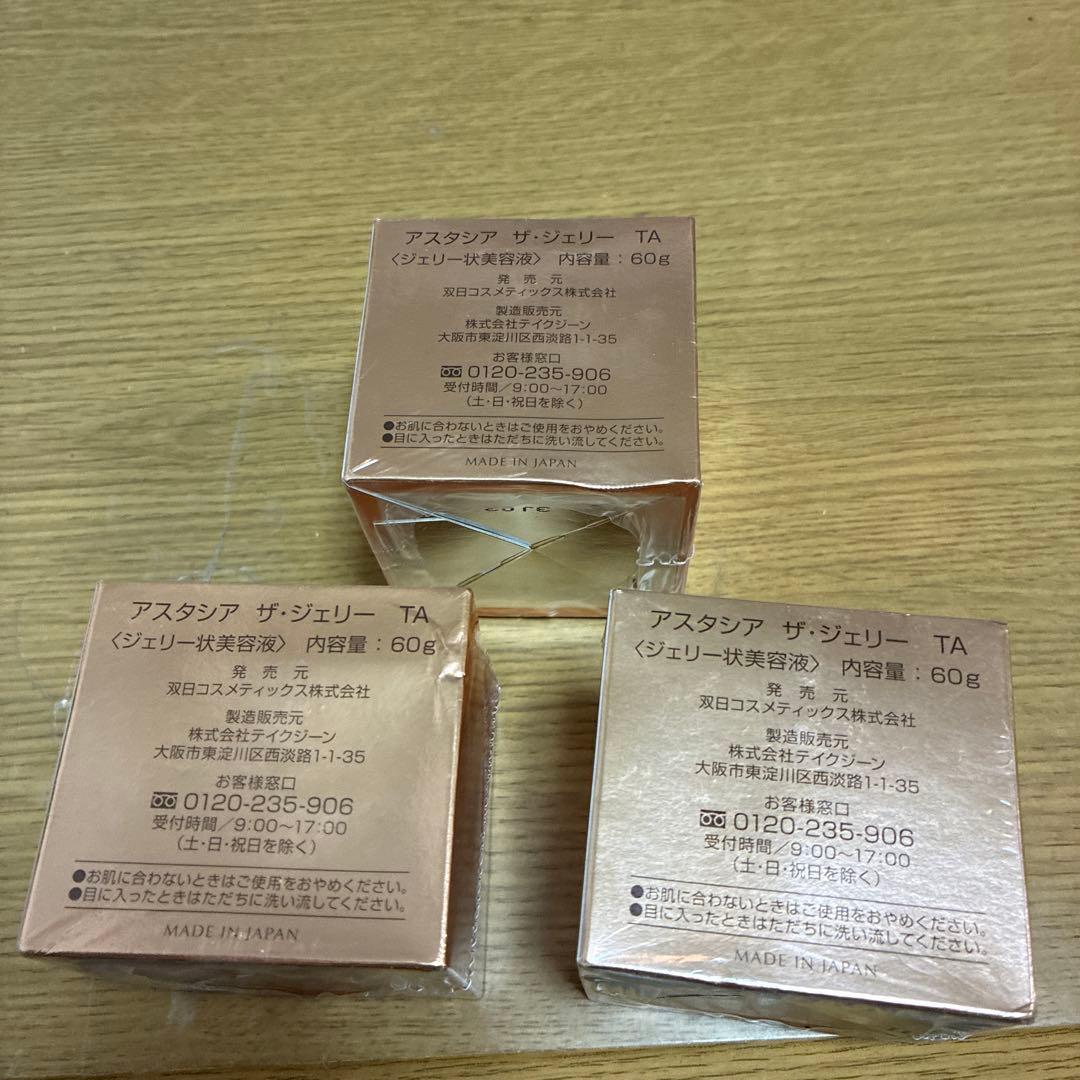 アスタシア ザ・ジェリー TA
〈ジェリー状美容液〉 内容量：60g
発売元
双日コスメティックス株式会社
製造販売元
株式会社テイクジーン
大阪市東淀川区西淡路1-1-35
お客様窓口
0120-235-906
受付時間／9:00〜17:00
（土・日・祝日を除く）
●お肌に合わないときはご使用をおやめください。
●目に入ったときはただちに洗い流してください。
MADE IN JAPAN
アスタシア ザ・ジェリー TA
〈ジェリー状美容液〉 内容量：60g
発売元
双日コスメティックス株式会社
製造販売元
株式会社テイクジーン
大阪市東淀川区西淡路1-1-35
お客様窓口
0120-235-906
受付時間／9:00〜17:00
（土・日・祝日を除く）
●お肌に合わないときはご使用をおやめください。
●目に入ったときはただちに洗い流してください。
MADE IN JAPAN
アスタシア ザ・ジェリー TA
〈ジェリー状美容液〉 内容量：60g
発売元
双日コスメティックス株式会社
製造販売元
株式会社テイクジーン
大阪市東淀川区西淡路1-1-35
お客様窓口
0120-235-906
受付時間／9:00〜17:00
（土・日・祝日を除く）
●お肌に合わないときはご使用をおやめください。
●目に入ったときはただちに洗い流してください。
MADE IN JAPAN